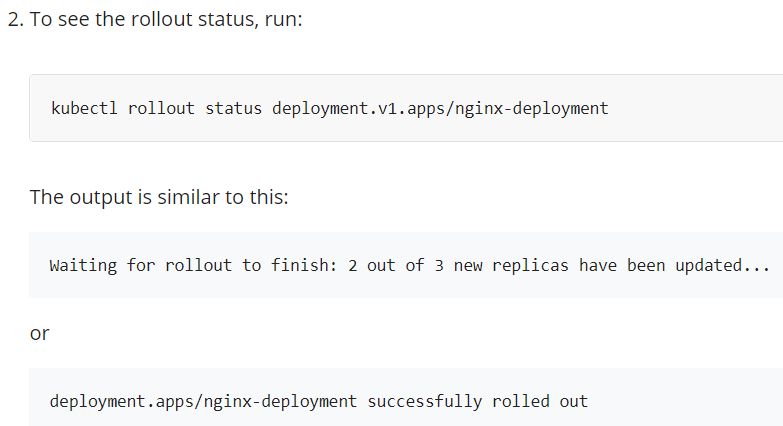 2. To see the rollout status, run:
kubectl rollout status deployment.v1.apps/nginx-deployment
The output is similar to this:
Waiting for rollout to finish: 2 out of 3 new replicas have been updated...
or
deployment.apps/nginx-deployment successfully rolled out